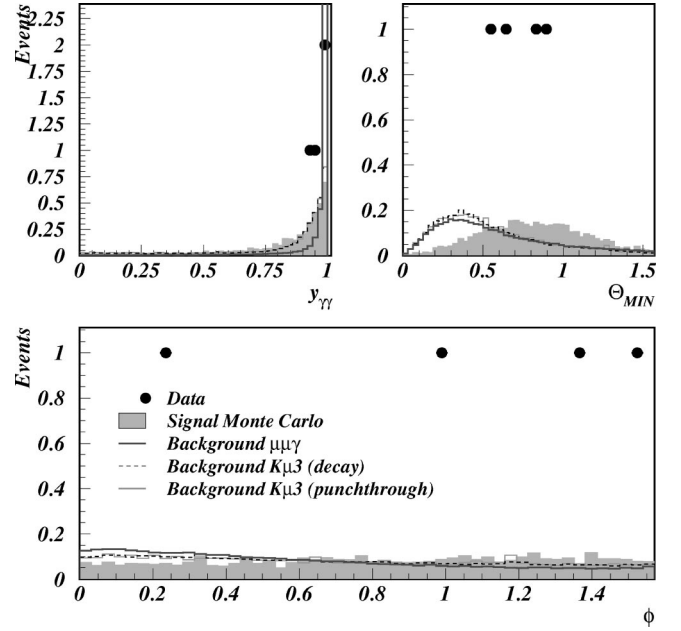 Events
2.25
2
1.75
1.5
1.25
1
0.75
0.5
0.25
0
0 0.25 0.5 0.75 1
yγγ
1
0.8
0.6
0.4
0.2
0
0 0.5 1 1.5
ΘMIN
Events
1
0.8
0.6
0.4
0.2
0
Data
Signal Monte Carlo
Background μμγ
Background Kμ3 (decay)
Background Kμ3 (punchthrough)
0 0.2 0.4 0.6 0.8 1 1.2 1.4
ϕ